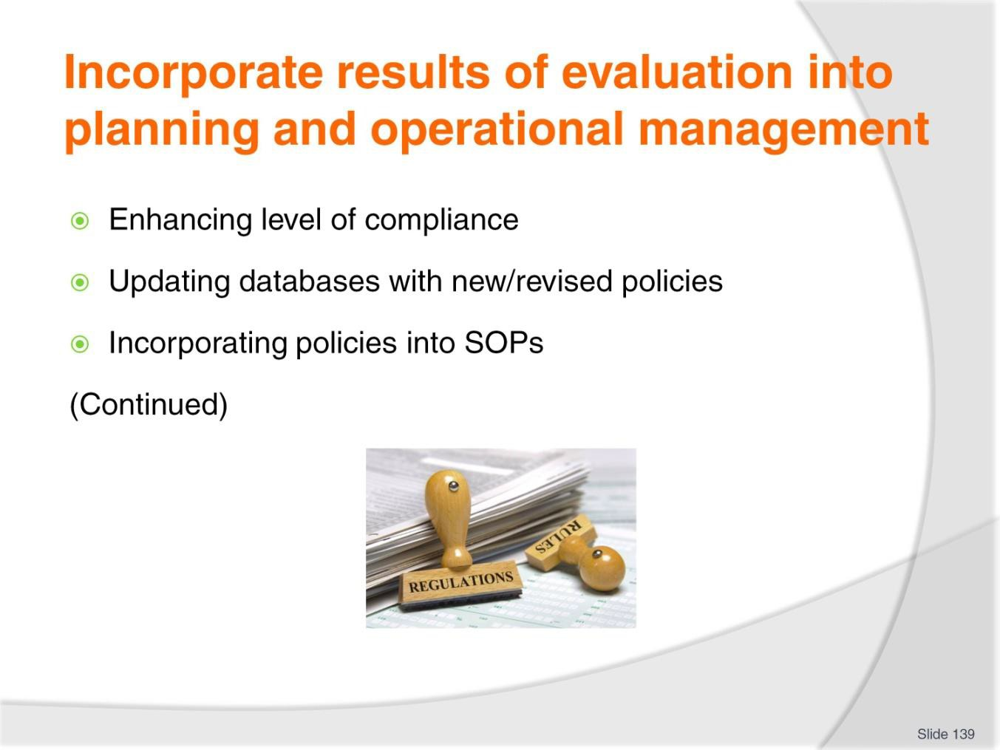 Incorporate results of evaluation into
planning and operational management
Enhancing level of compliance
Updating databases with new/revised policies
Incorporating policies into SOPs
(Continued)
RULES
REGULATIONS
Slide 139